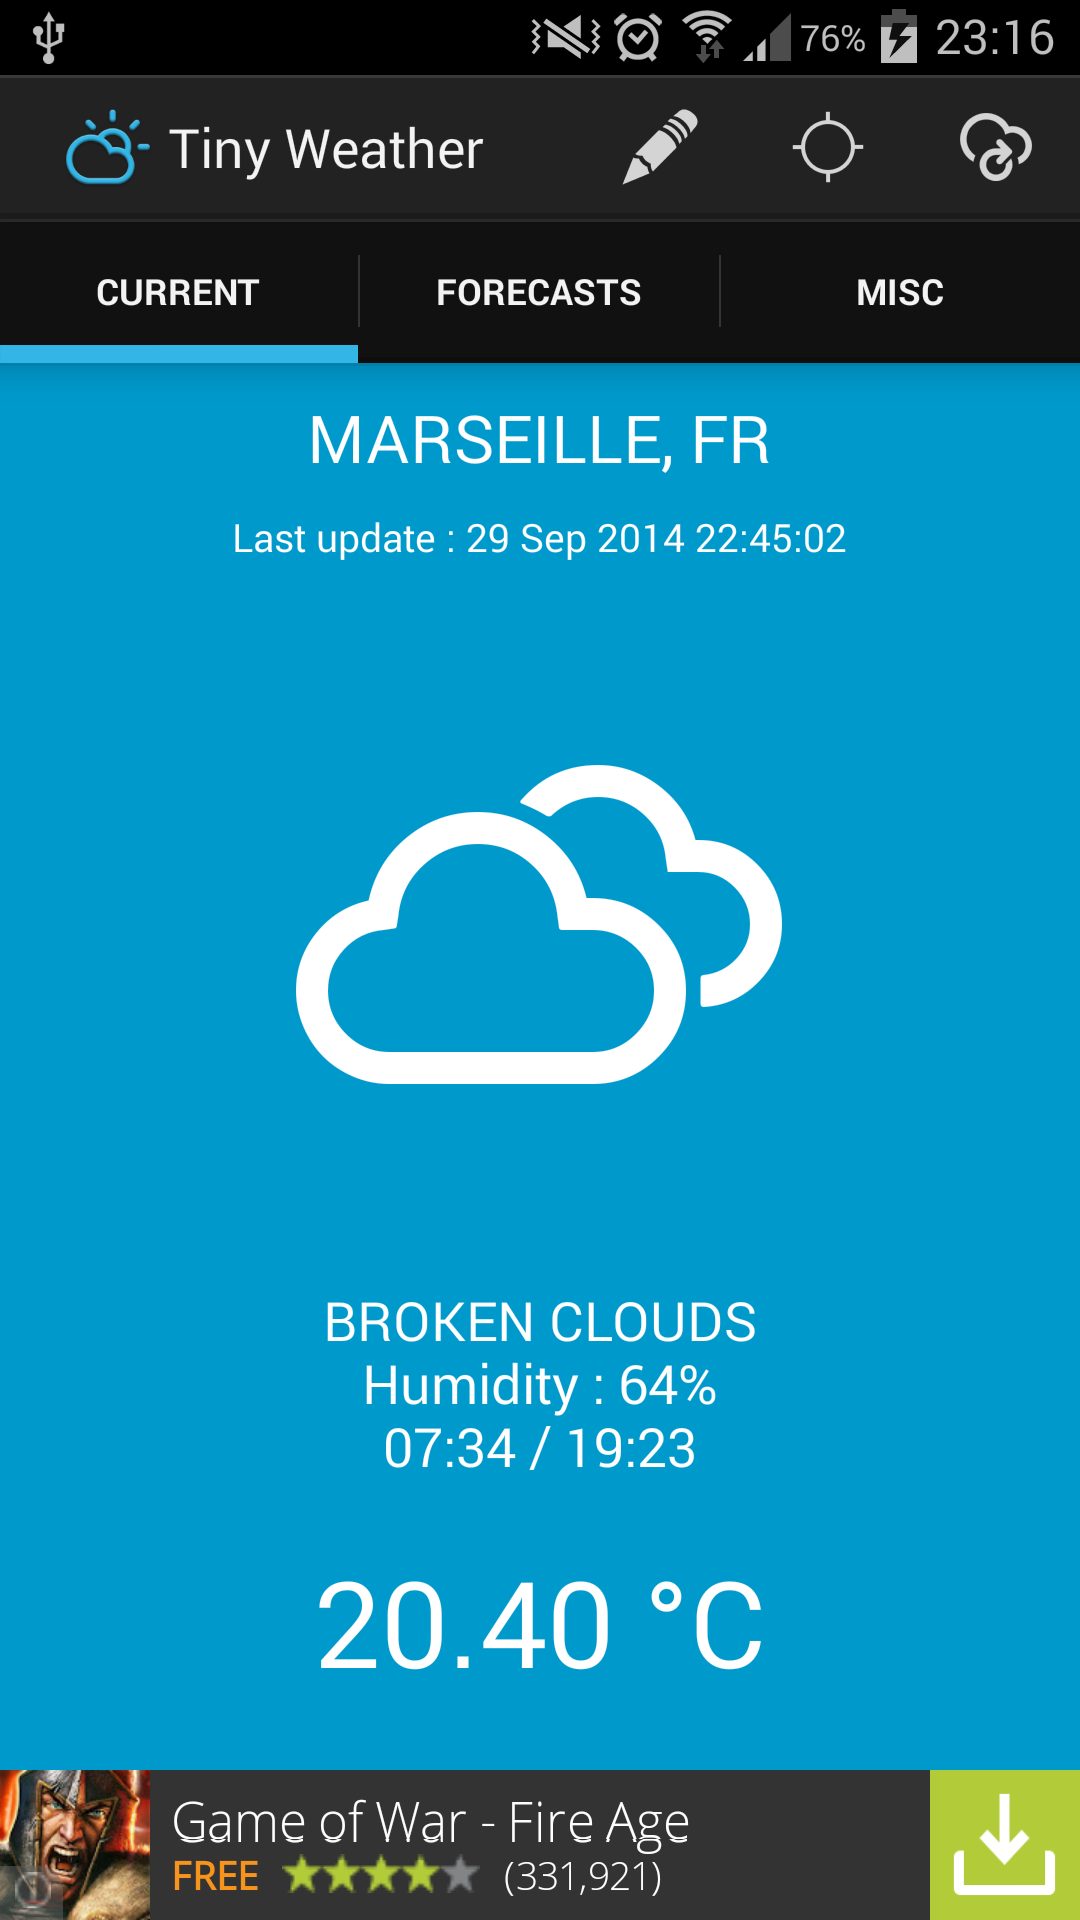 76% 23:16
Tiny Weather
CURRENT FORECASTS MISC
MARSEILLE, FR
Last update : 29 Sep 2014 22:45:02
BROKEN CLOUDS
Humidity : 64%
07:34 / 19:23
20.40 °C
Game of War - Fire Age
FREE (331,921)